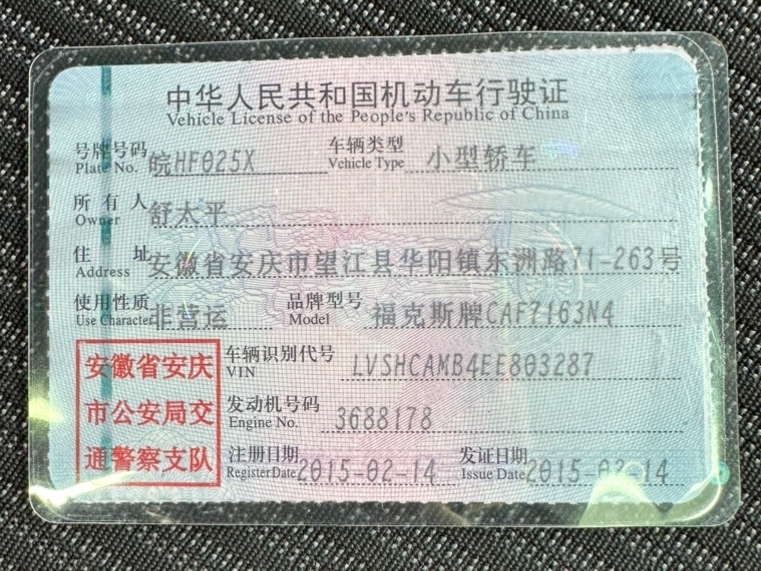 中华人民共和国机动车行驶证
Vehicle License of the People's Republic of China
号牌号码 皖HF025X 车辆类型 小型轿车
Plate No. Vehicle Type
所有人 舒太平
Owner
住址 安徽省安庆市望江县华阳镇东洲路71-263号
Address
使用性质 非营运 品牌型号 福克斯牌CAF7163N4
Use Character Model
安徽省安庆 车辆识别代号 LVSHCAMB4EE803287
VIN
市公安局交 发动机号码 3688178
Engine No.
通警察支队 注册日期 2015-02-14 发证日期 2015-02-14
Register Date Issue Date